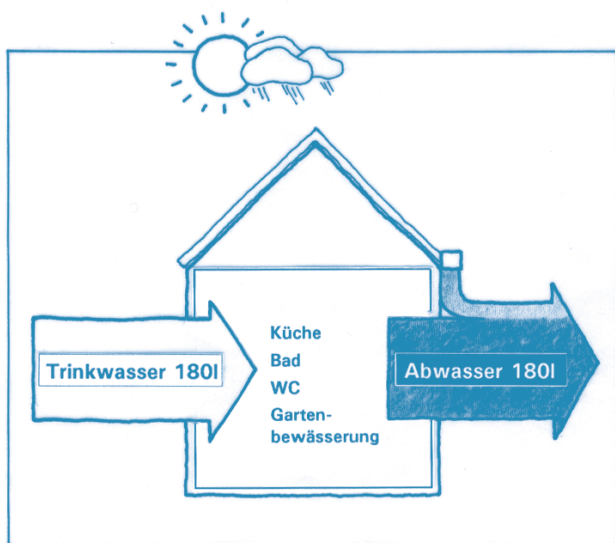 Trinkwasser 180l
Küche
Bad
WC
Garten-
bewässerung
Abwasser 180l